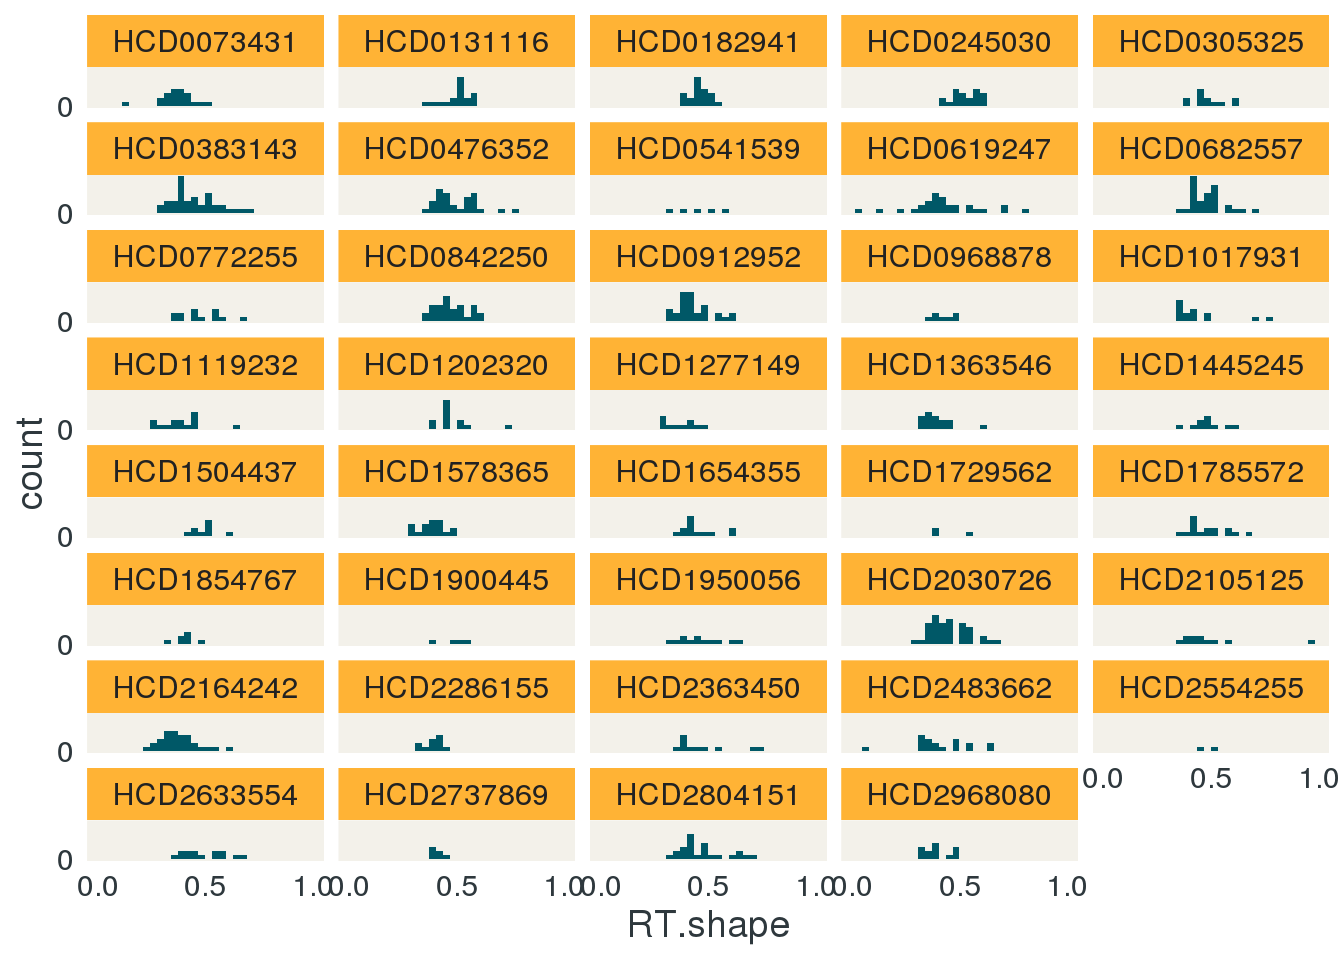 HCD0073431 HCD0131116 HCD0182941 HCD0245030 HCD0305325
0
HCD0383143 HCD0476352 HCD0541539 HCD0619247 HCD0682557
0
HCD0772255 HCD0842250 HCD0912952 HCD0968878 HCD1017931
0
HCD1119232 HCD1202320 HCD1277149 HCD1363546 HCD1445245
0
count
HCD1504437 HCD1578365 HCD1654355 HCD1729562 HCD1785572
0
HCD1854767 HCD1900445 HCD1950056 HCD2030726 HCD2105125
0
HCD2164242 HCD2286155 HCD2363450 HCD2483662 HCD2554255
0
0.0 0.5 1.0
HCD2633554 HCD2737869 HCD2804151 HCD2968080
0
0.0 0.5 1.0 0.0 0.5 1.0 0.0 0.5 1.0 0.0 0.5 1.0
RT.shape